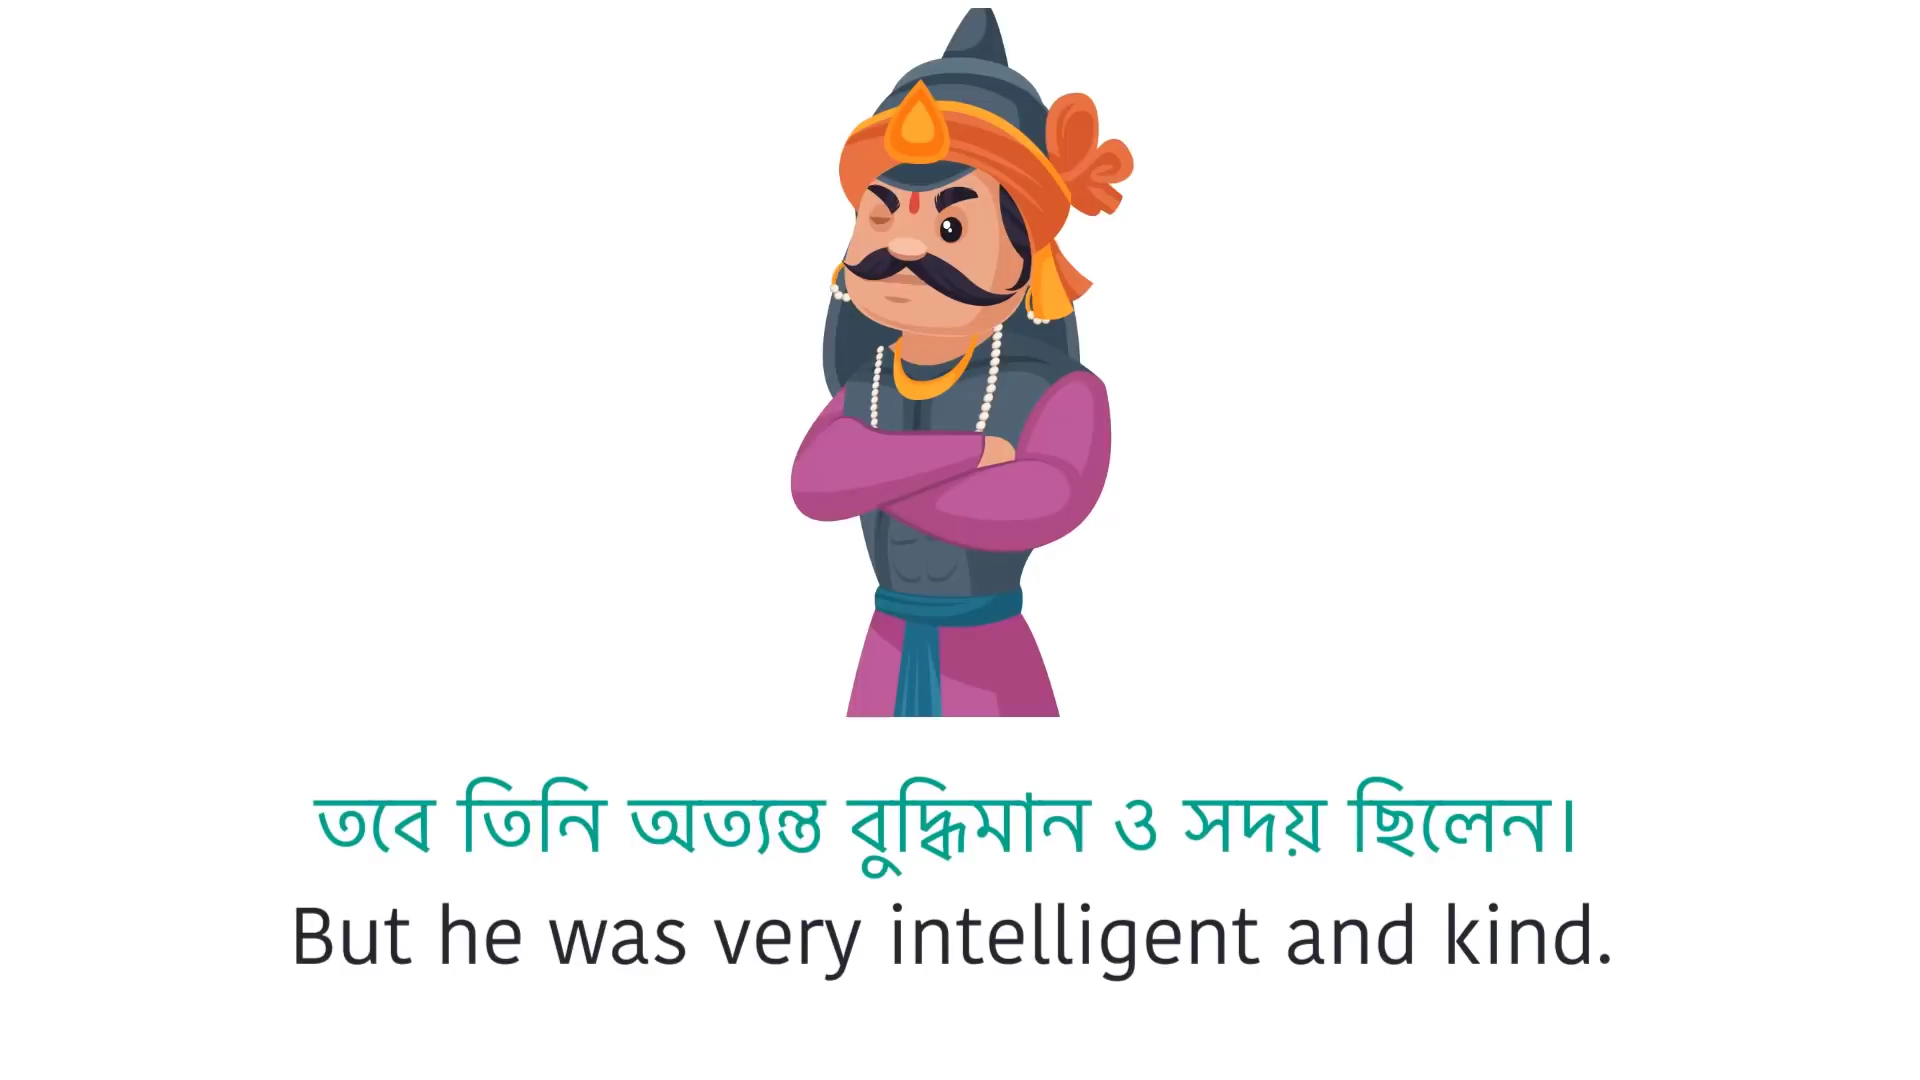 তবে তিনি অত্যন্ত বুদ্ধিমান ও সদয় ছিলেন।
But he was very intelligent and kind.